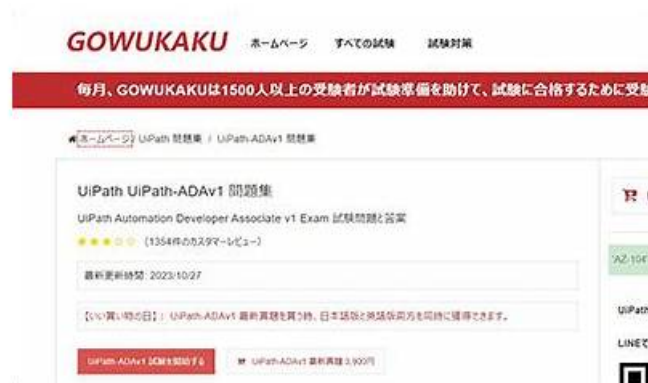 GOWUKAKU ホームページ すべての試験 試験対策
毎月、GOWUKAKUは1500人以上の受験者が試験準備を助けて、試験に合格するために受験
ホームページ / UiPath 問題集 / UiPath-ADAv1 問題集
UiPath UiPath-ADAv1 問題集
UiPath Automation Developer Associate v1 Exam 試験問題と答案
(1354件のカスタマーレビュー)
最新更新時間: 2023/10/27
【いい買い物の日】: UiPath-ADAv1 最新真題を買う時、日本語版と英語版両方を同時に獲得できます。
'AZ-104'
UiPath
UiPath-ADAv1 試験を開始する UiPath-ADAv1 最新真題 3,900円
LINEで